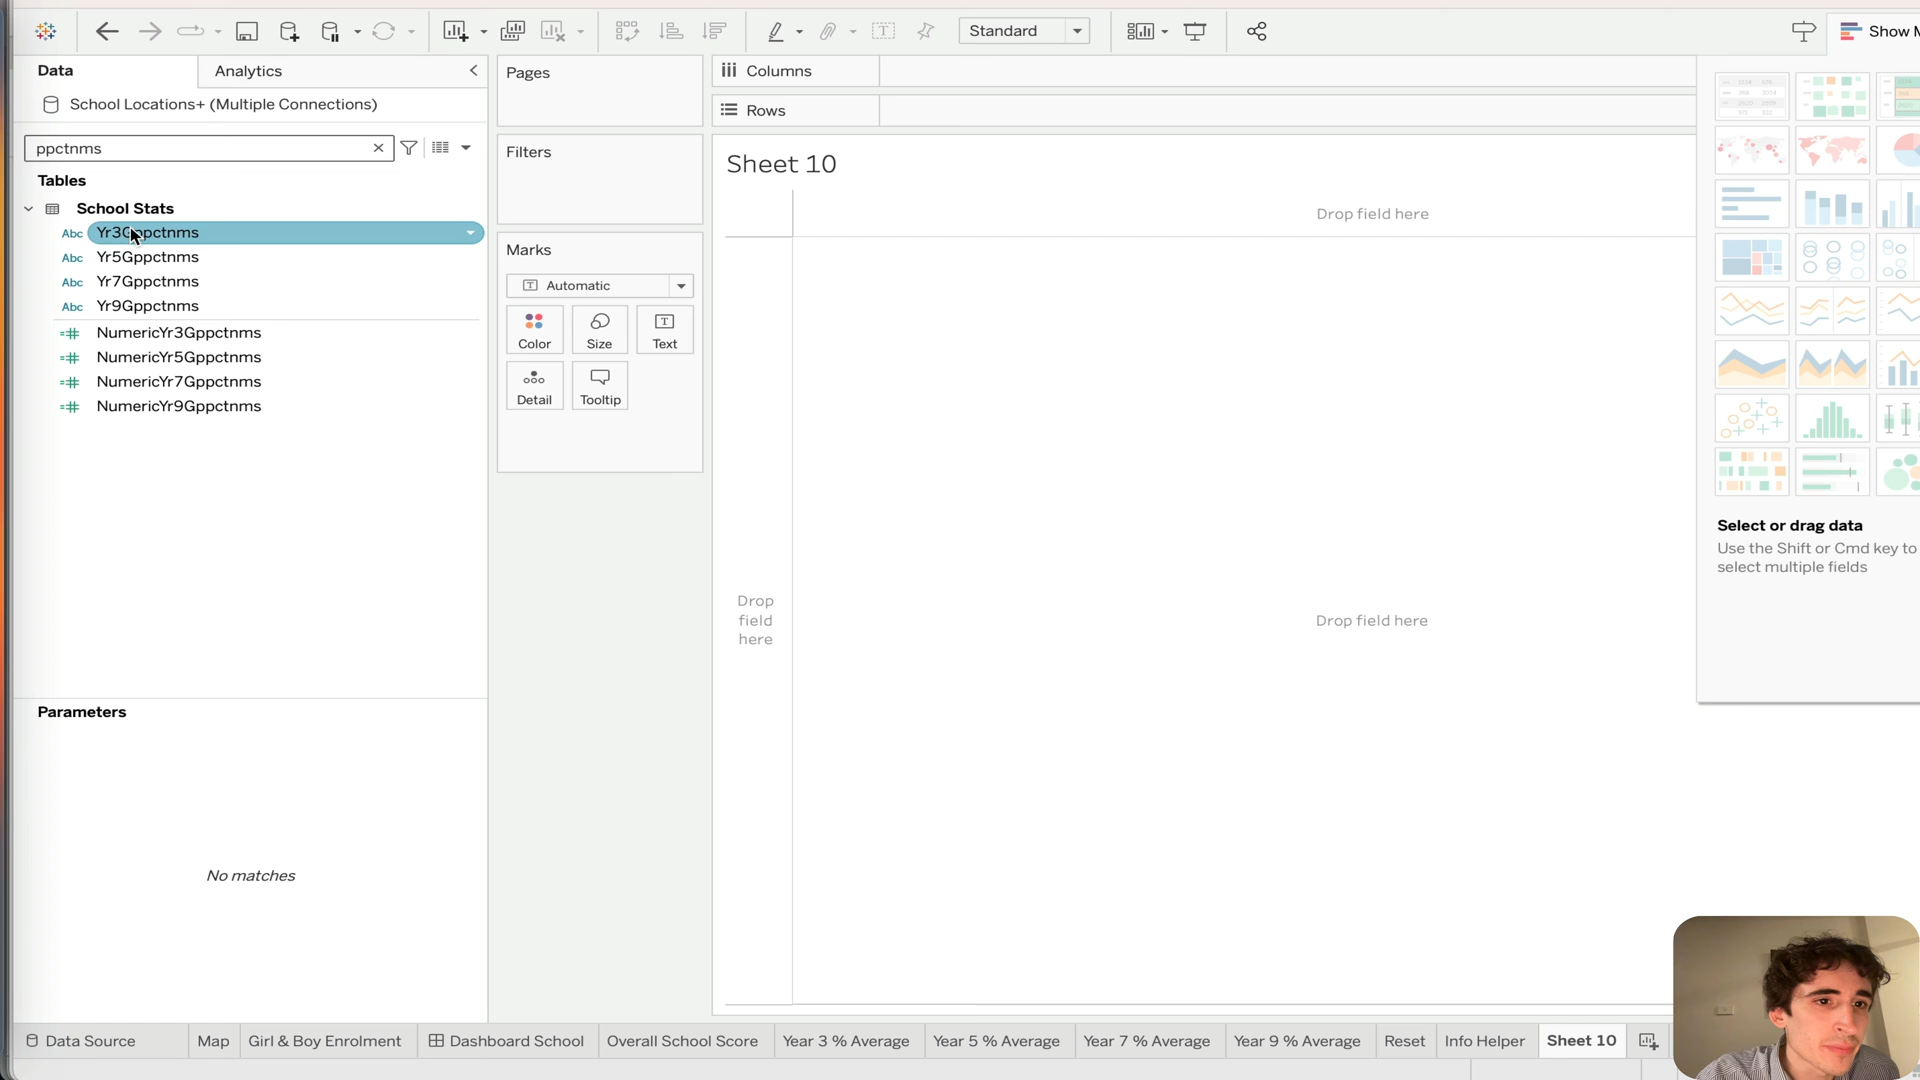 Standard
Show M
Data
Analytics
School Locations+ (Multiple Connections)
ppctnms
Tables
School Stats
Abc Yr3Gppctnms
Abc Yr5Gppctnms
Abc Yr7Gppctnms
Abc Yr9Gppctnms
NumericYr3Gppctnms
NumericYr5Gppctnms
NumericYr7Gppctnms
NumericYr9Gppctnms
Parameters
No matches
Pages
Filters
Marks
Automatic
Color
Size
Text
Detail
Tooltip
Columns
Rows
Sheet 10
Drop field here
Drop
field
here
Drop field here
Select or drag data
Use the Shift or Cmd key to
select multiple fields
Data Source
Map
Girl & Boy Enrolment
Dashboard School
Overall School Score
Year 3 % Average
Year 5 % Average
Year 7 % Average
Year 9 % Average
Reset
Info Helper
Sheet 10